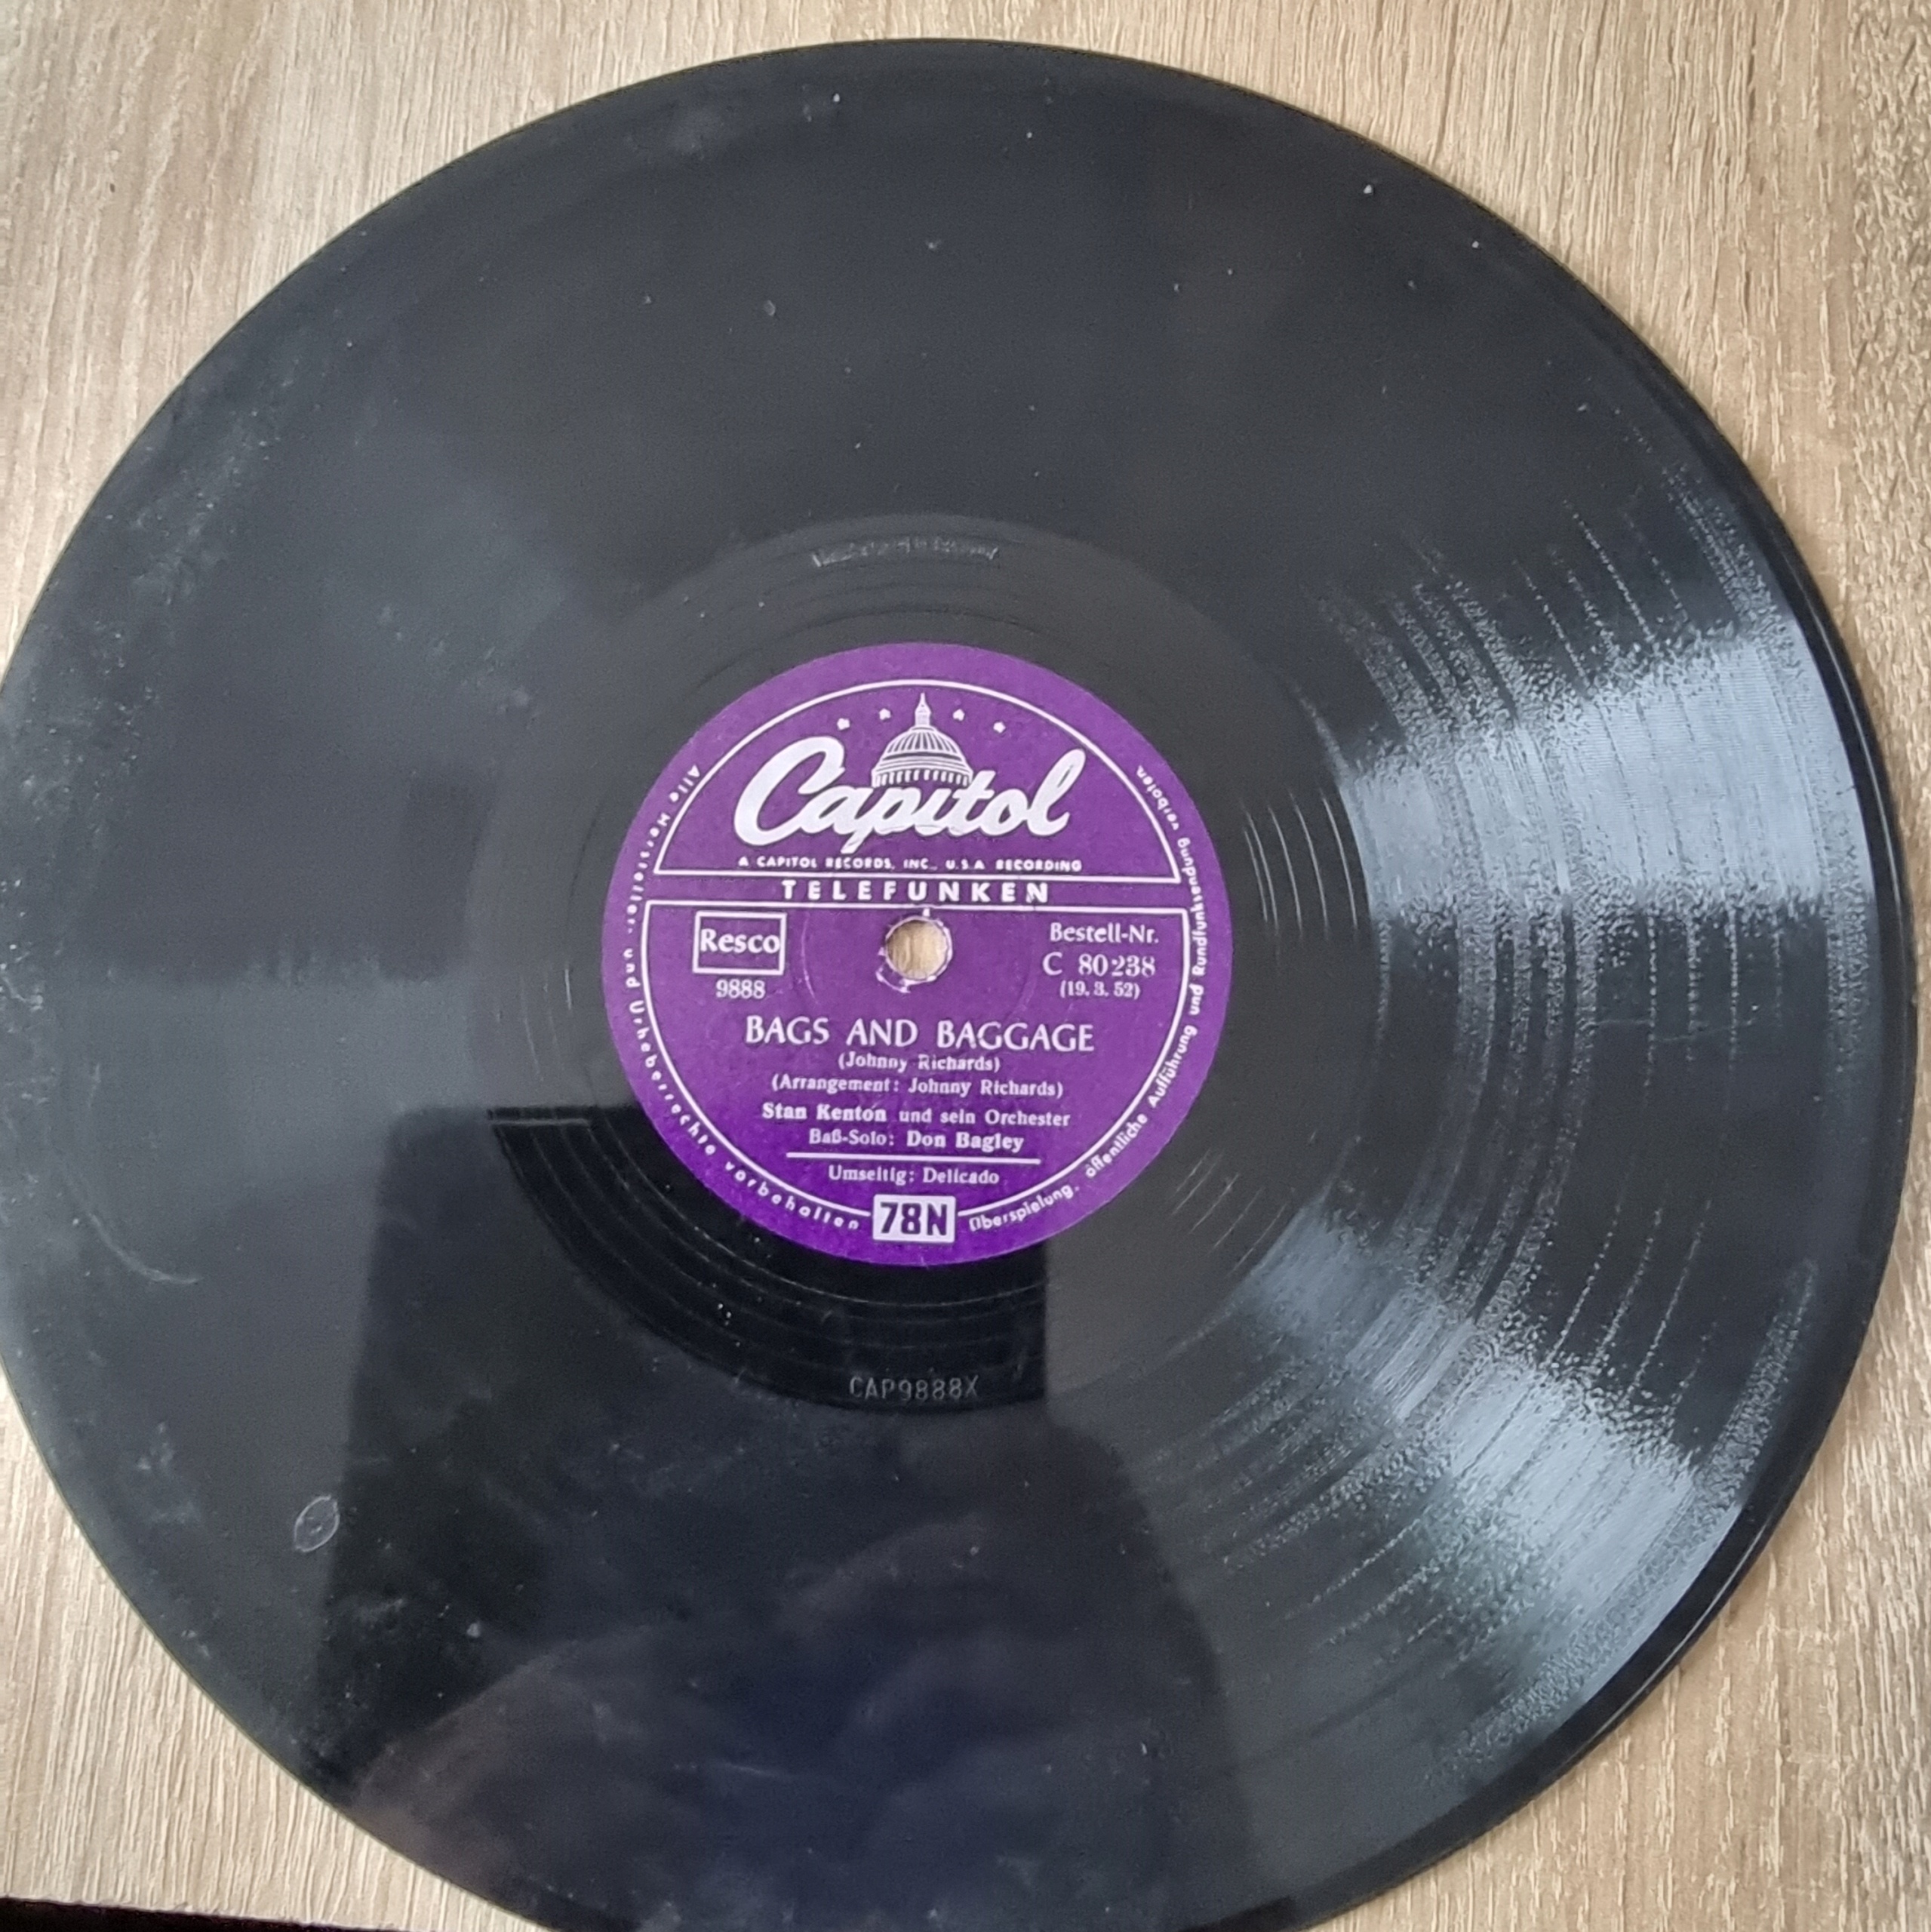 Capitol
A CAPITOL RECORDS, INC., U.S.A. RECORDING
TELEFUNKEN
Resco
9888
Bestell-Nr.
C 80238
(19. 3. 52)
BAGS AND BAGGAGE
(Johnny Richards)
(Arrangement: Johnny Richards)
Stan Kenton und sein Orchester
Baß-Solo: Don Bagley
Umseitig: Delicado
78N
Alle Hersteller- und Urheberrechte vorbehalten
Überspielung, öffentliche Aufführung und Rundfunksendung verboten.
CAP9888X